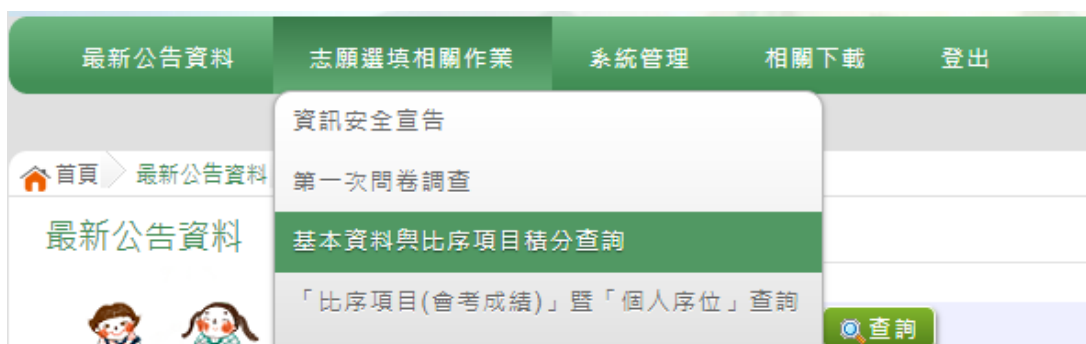 最新公告資料 志願選填相關作業 系統管理 相關下載 登出
資訊安全宣告
首頁 最新公告資料
第一次問卷調查
最新公告資料
基本資料與比序項目積分查詢
「比序項目(會考成績)」暨「個人序位」查詢
查詢